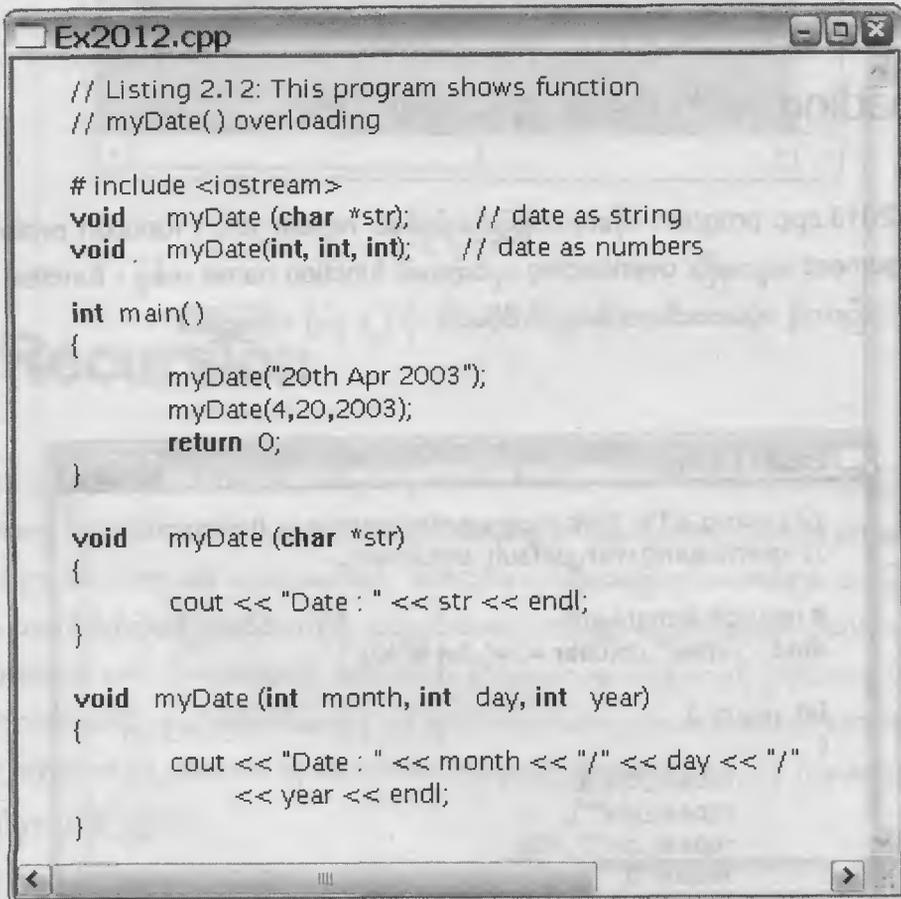 Ex2012.cpp
// Listing 2.12: This program shows function
// myDate( ) overloading
# include <iostream>
void myDate (char *str); // date as string
void myDate(int, int, int); // date as numbers
int main()
{
myDate("20th Apr 2003");
myDate(4,20,2003);
return 0;
}
void myDate (char *str)
{
cout << "Date : " << str << endl;
}
void myDate (int month, int day, int year)
{
cout << "Date : " << month << "/" << day << "/"
<< year << endl;
}